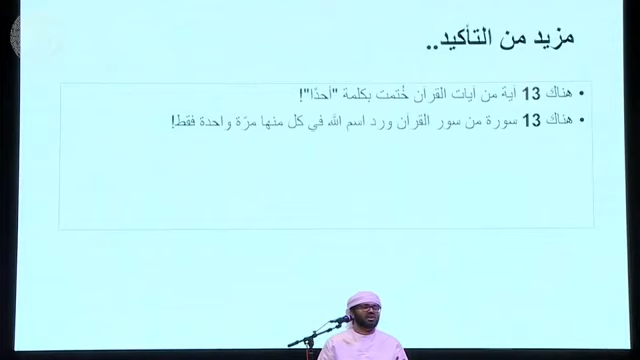 مزيد من التأكيد..
• هناك 13 آية من آيات القرآن خُتمت بكلمة "أحدًا"!
• هناك 13 سورة من سور القرآن ورد اسم الله في كل منها مرّة واحدة فقط!